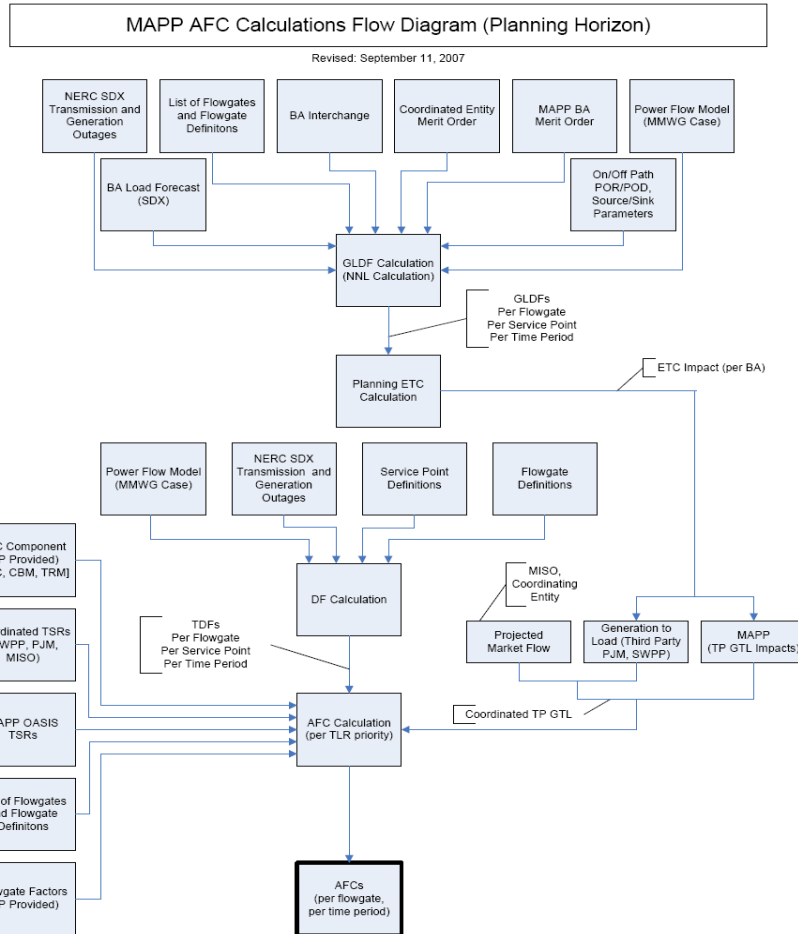 MAPP AFC Calculations Flow Diagram (Planning Horizon)
Revised: September 11, 2007
NERC SDX
Transmission and
Generation
Outages
List of Flowgates
and Flowgate
Definitons
BA Interchange
Coordinated Entity
Merit Order
MAPP BA
Merit Order
Power Flow Model
(MMWG Case)
BA Load Forecast
(SDX)
On/Off Path
POR/POD,
Source/Sink
Parameters
GLDF Calculation
(NNL Calculation)
GLDFs
Per Flowgate
Per Service Point
Per Time Period
Planning ETC
Calculation
ETC Impact (per BA)
Power Flow Model
(MMWG Case)
NERC SDX
Transmission and
Generation
Outages
Service Point
Definitions
Flowgate
Definitions
Component
Provided)
CBM, TRM]
DF Calculation
MISO,
Coordinating
Entity
TSRs
PJM,
MISO)
TDFs
Per Flowgate
Per Service Point
Per Time Period
Projected
Market Flow
Generation to
Load (Third Party
PJM, SWPP)
MAPP
(TP GTL Impacts)
OASIS
TSRs
AFC Calculation
(per TLR priority)
Coordinated TP GTL
of Flowgates
Flowgate
Definitons
Factors
Provided)
AFCs
(per flowgate,
per time period)